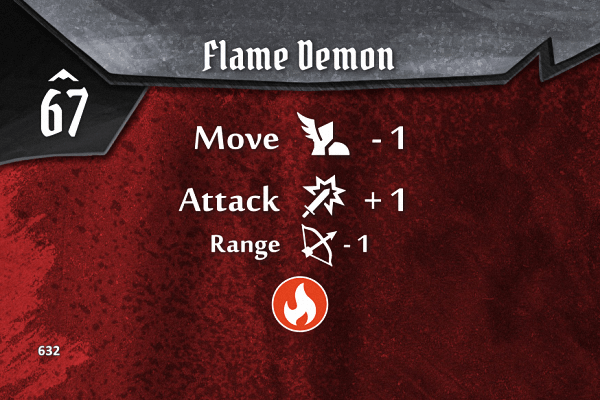 Flame Demon
67
Move - 1
Attack + 1
Range - 1
632